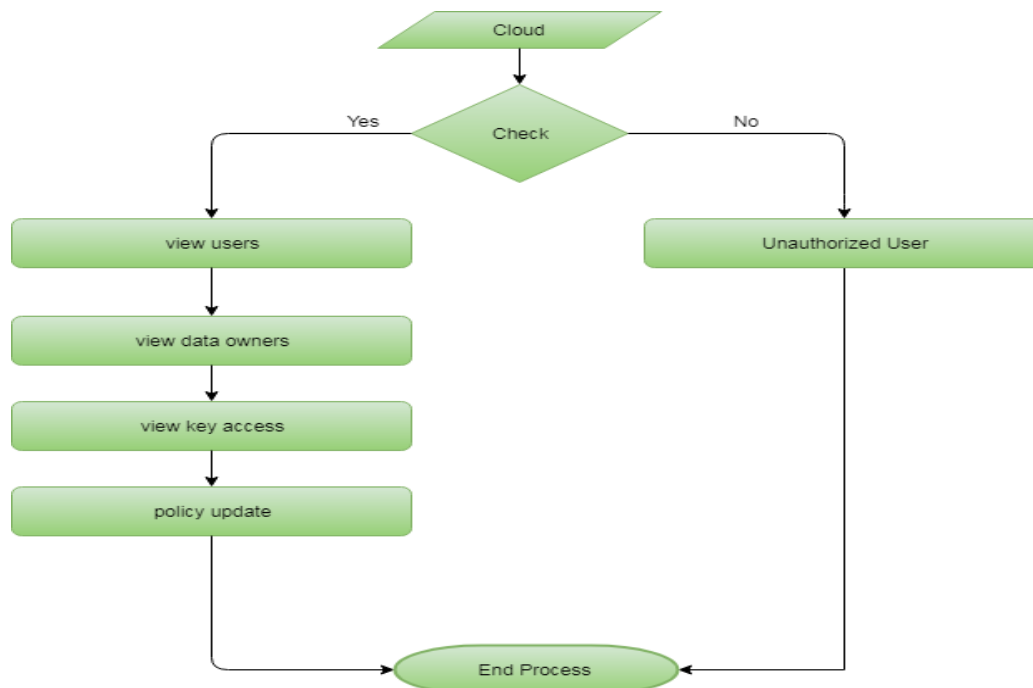 Cloud
Check
Yes
No
view users
Unauthorized User
view data owners
view key access
policy update
End Process